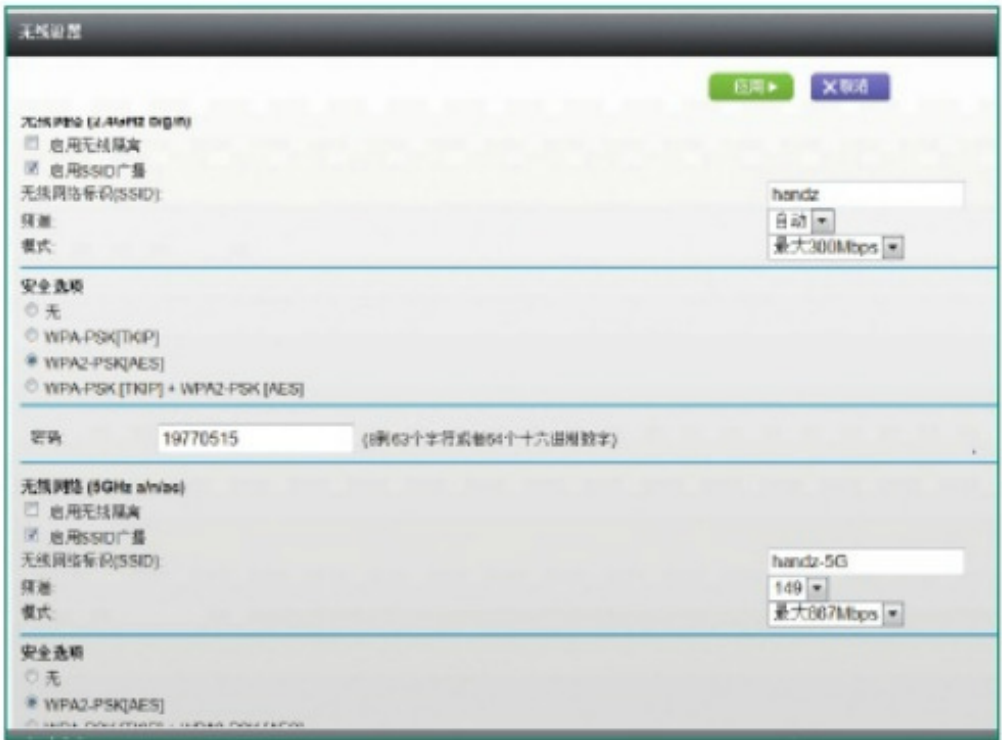 无线设置
应用▶ X取消
无线网络 (2.4GHz b/g/n)
启用无线隔离
启用SSID广播
无线网络标识(SSID): handz
频道: 自动
模式: 最大300Mbps
安全选项
无
WPA-PSK[TKIP]
WPA2-PSK[AES]
WPA-PSK [TKIP] + WPA2-PSK [AES]
密码: 19770515 (8到63个字符或者64个十六进制数字)
无线网络 (5GHz a/n/ac)
启用无线隔离
启用SSID广播
无线网络标识(SSID): handz-5G
频道: 149
模式: 最大867Mbps
安全选项
无
WPA2-PSK[AES]
WPA-PSK [TKIP] + WPA2-PSK [AES]